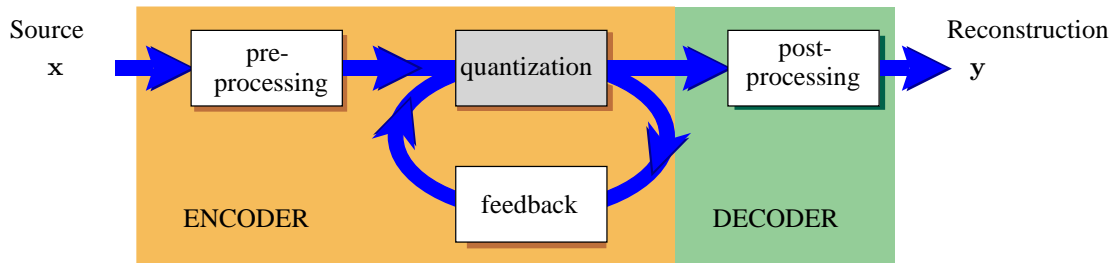 Source
x
pre-
processing
quantization
feedback
ENCODER
post-
processing
DECODER
Reconstruction
y